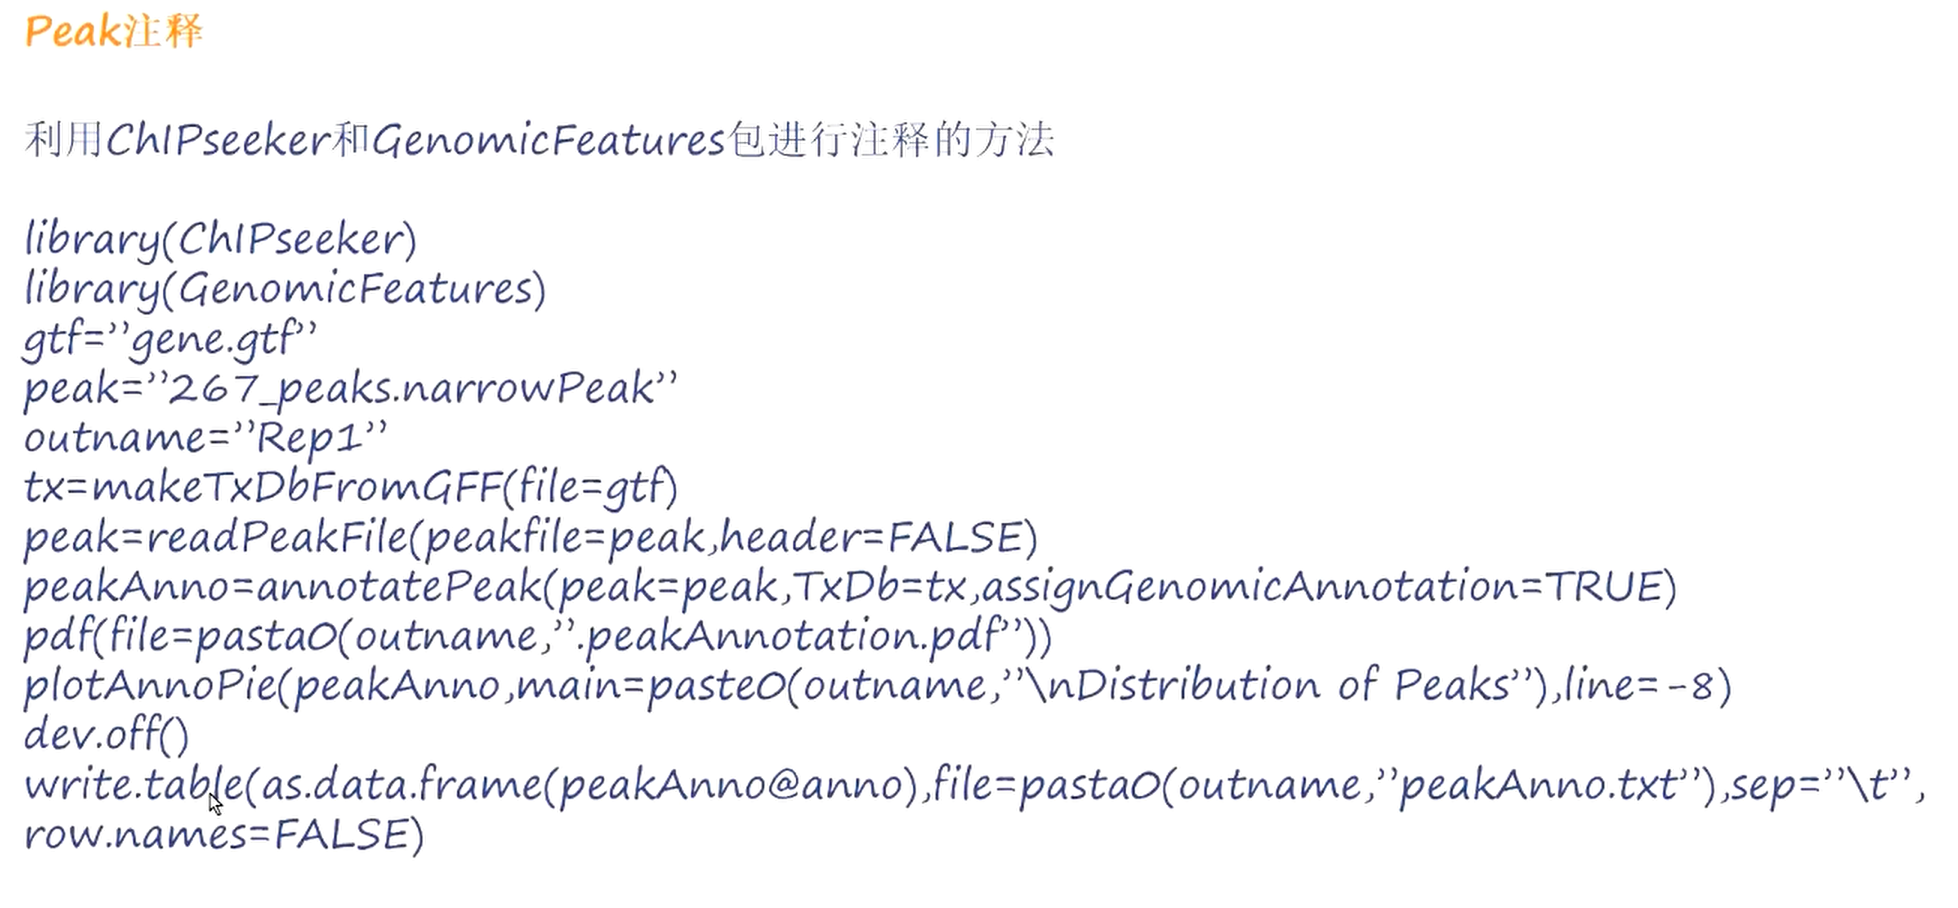 Peak注释
利用ChIPseeker和GenomicFeatures包进行注释的方法
library(ChIPseeker)
library(GenomicFeatures)
gtf=”gene.gtf”
peak=”267_peaks.narrowPeak”
outname=”Rep1”
tx=makeTxDbFromGFF(file=gtf)
peak=readPeakFile(peakfile=peak,header=FALSE)
peakAnno=annotatePeak(peak=peak,TxDb=tx,assignGenomicAnnotation=TRUE)
pdf(file=pasta0(outname,”.peakAnnotation.pdf”))
plotAnnoPie(peakAnno,main=paste0(outname,”\nDistribution of Peaks”),line=-8)
dev.off()
write.table(as.data.frame(peakAnno@anno),file=pasta0(outname,”peakAnno.txt”),sep=”\t”,
row.names=FALSE)